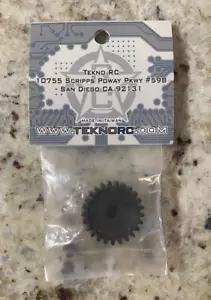 Tekno RC
10755 Scripps Poway Pkwy #598
San Diego CA 92131
MADE IN TAIWAN
WWW.TEKNORC.COM